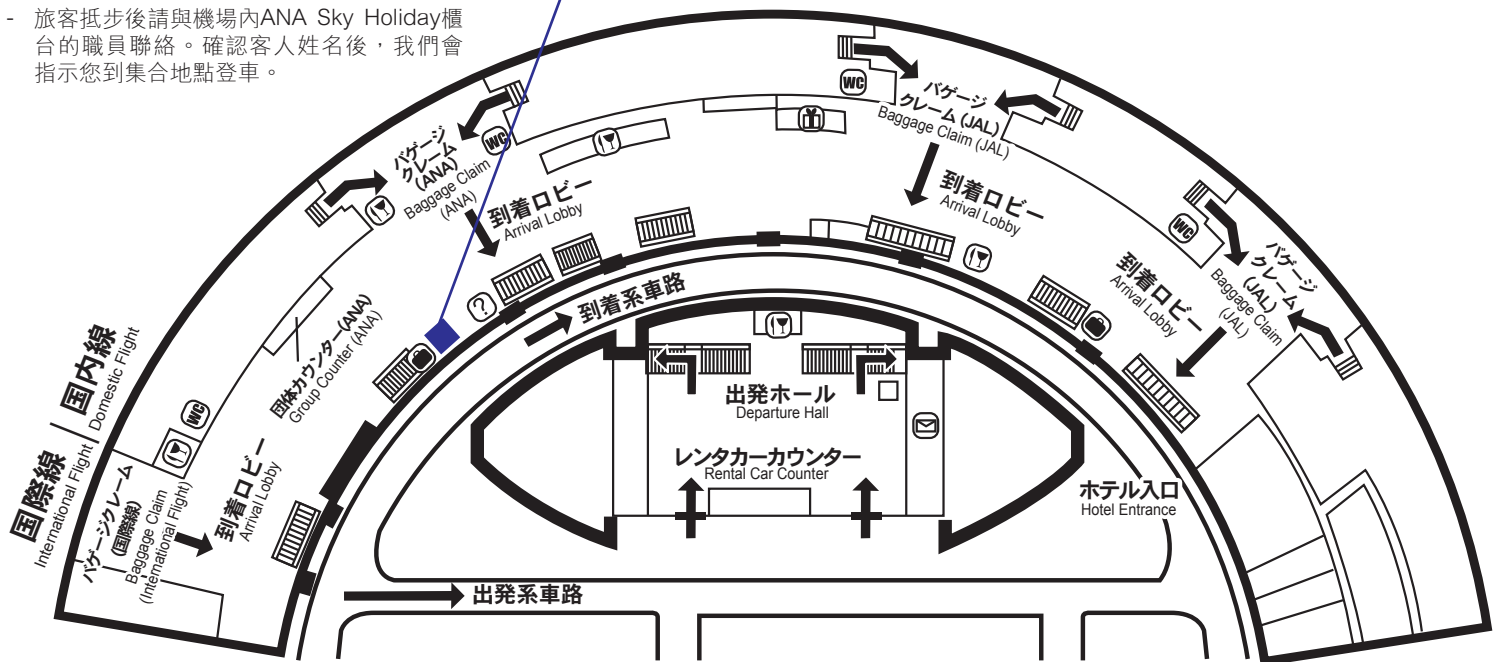 - 旅客抵步後請與機場內ANA Sky Holiday櫃
台的職員聯絡。確認客人姓名後，我們會
指示您到集合地點登車。
WC
バゲージ
クレーム (JAL)
Baggage Claim (JAL)
WC
バゲージ
クレーム
(ANA)
Baggage Claim
(ANA)
到着ロビー
Arrival Lobby
到着ロビー
Arrival Lobby
WC
バゲージ
クレーム
(JAL)
Baggage Claim
(JAL)
到着ロビー
Arrival Lobby
?
到着系車路
団体カウンター(ANA)
Group Counter (ANA)
国内線
Domestic Flight
国際線
International Flight
WC
バゲージクレーム
(国際線)
Baggage Claim
(International Flight)
到着ロビー
Arrival Lobby
出発ホール
Departure Hall
レンタカーカウンター
Rental Car Counter
ホテル入口
Hotel Entrance
出発系車路